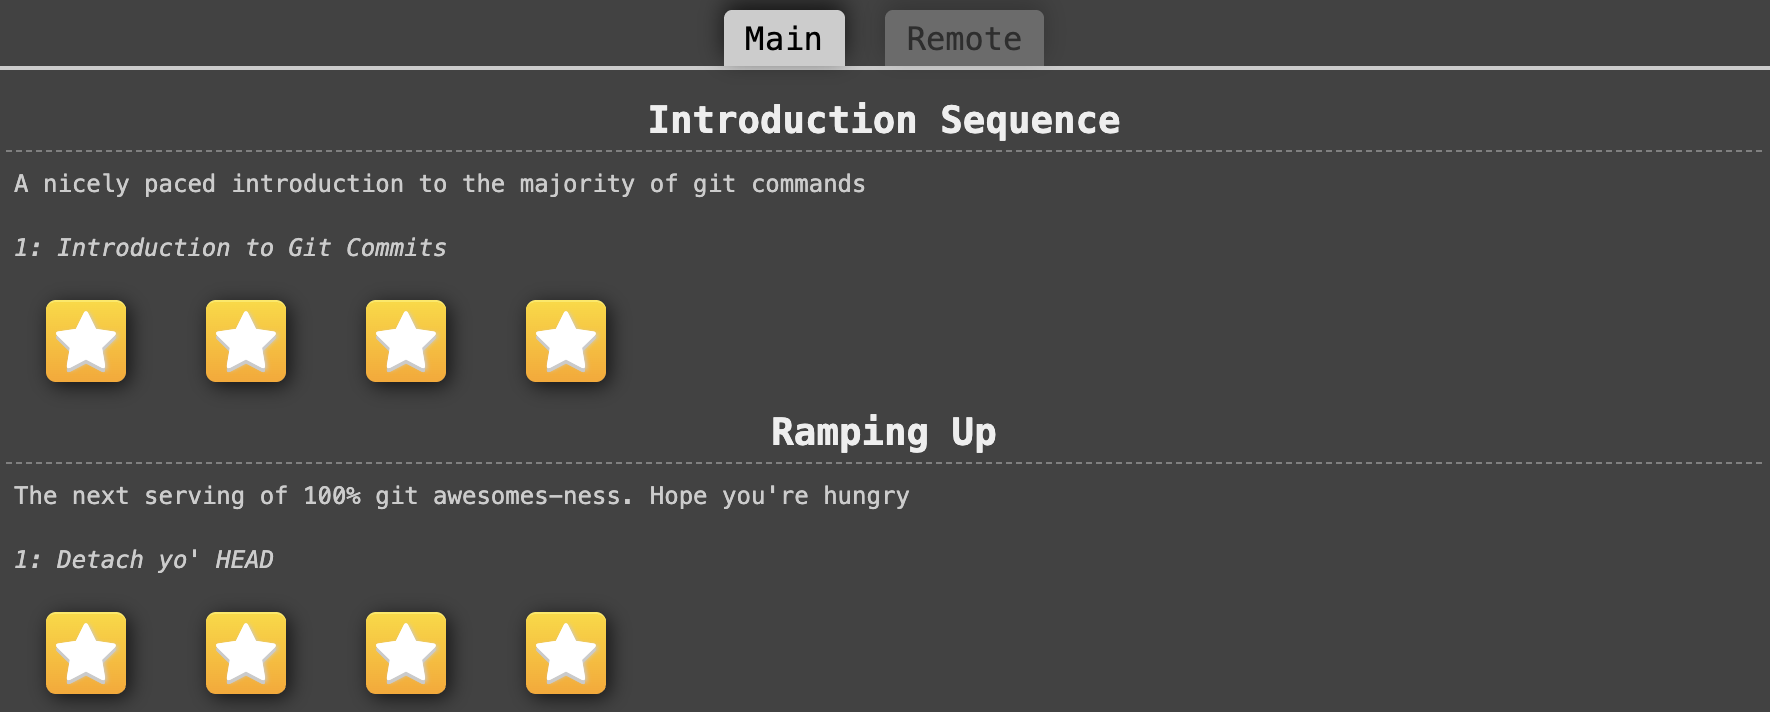 Main
Remote
Introduction Sequence
A nicely paced introduction to the majority of git commands
1: Introduction to Git Commits
Ramping Up
The next serving of 100% git awesomes-ness. Hope you're hungry
1: Detach yo' HEAD